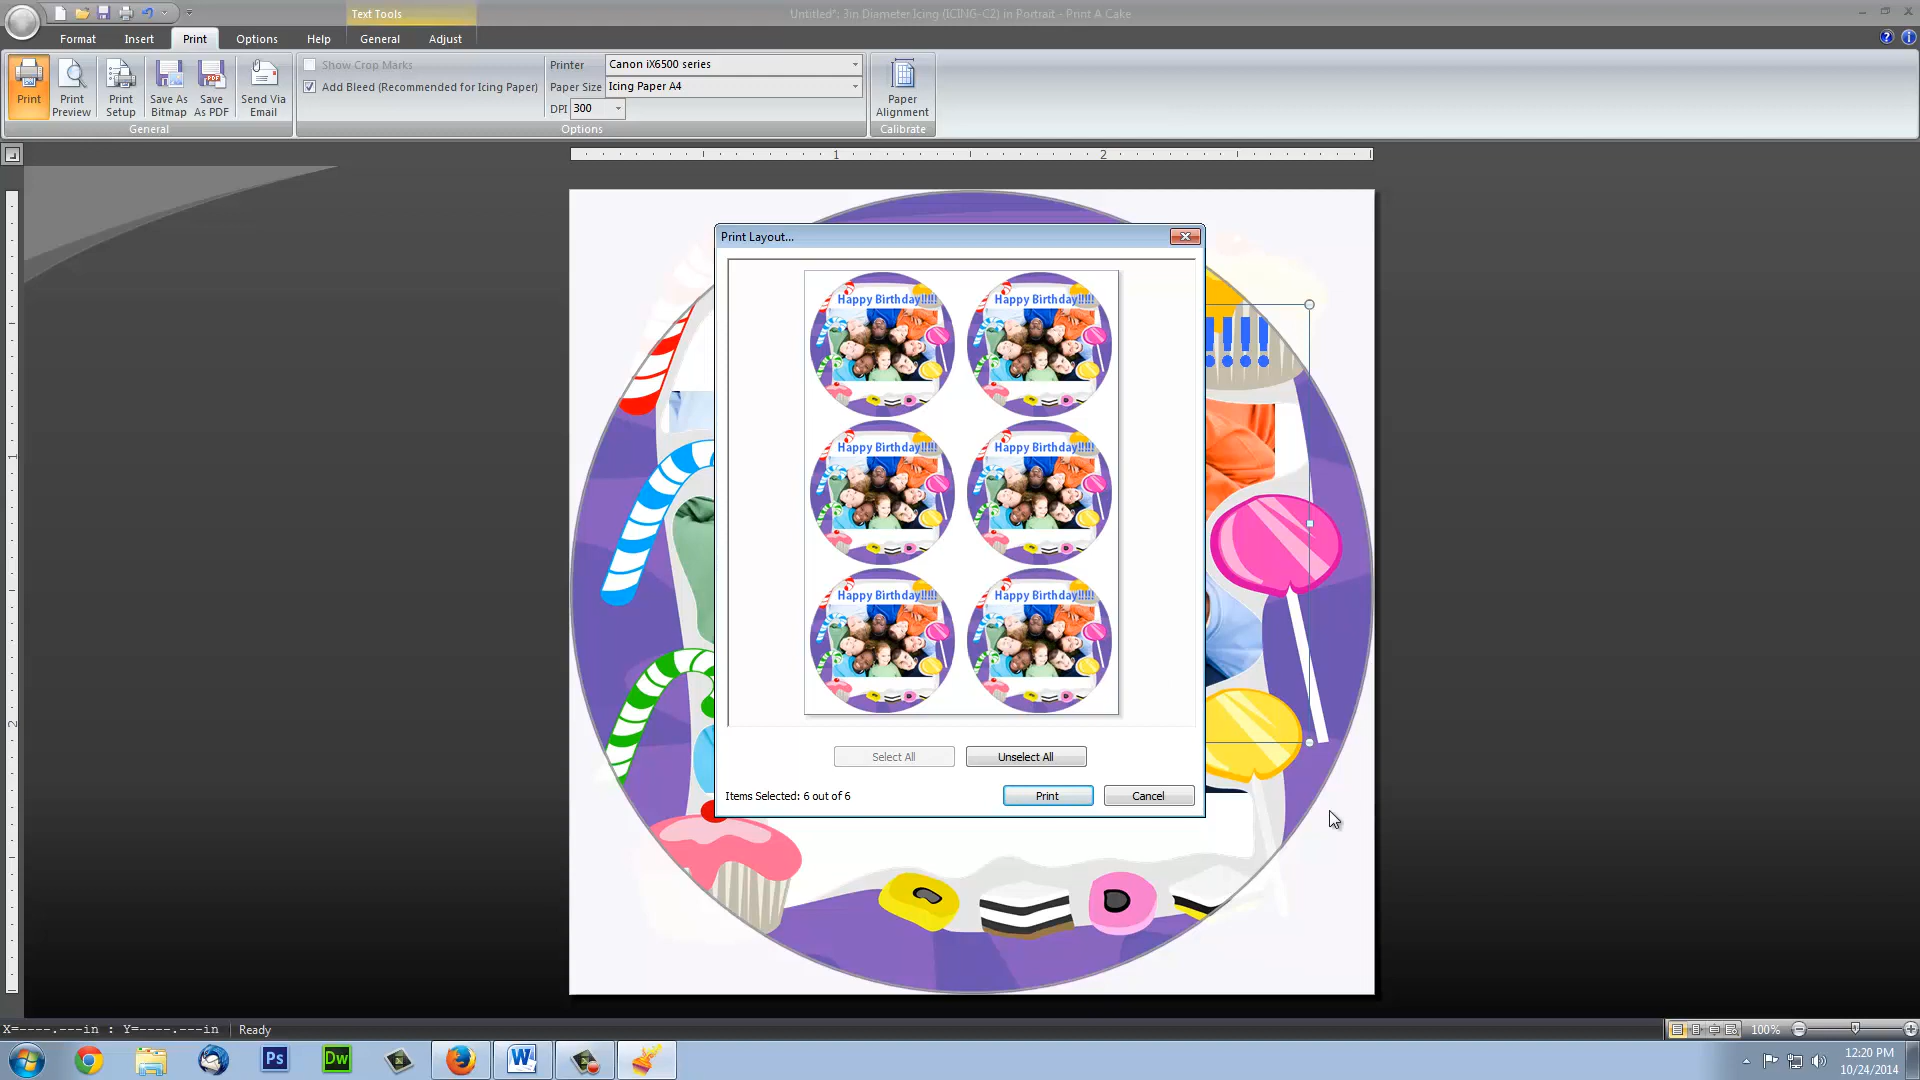 Text Tools
Untitled*: 3in Diameter Icing (ICING-C2) in Portrait - Print A Cake
Format Insert Print Options Help General Adjust
Print
Print Preview
Print Setup
Save As Bitmap
Save As PDF
Send Via Email
General
Show Crop Marks
Add Bleed (Recommended for Icing Paper)
Printer Canon iX6500 series
Paper Size Icing Paper A4
DPI 300
Options
Paper Alignment
Calibrate
1 2
1
2
Print Layout...
Happy Birthday!!!!! Happy Birthday!!!!!
Happy Birthday!!!!! Happy Birthday!!!!!
Happy Birthday!!!!! Happy Birthday!!!!!
!!!!
Select All Unselect All
Items Selected: 6 out of 6 Print Cancel
X=----.---in : Y=----.---in Ready
100%
Ps Dw W
12:20 PM
10/24/2014